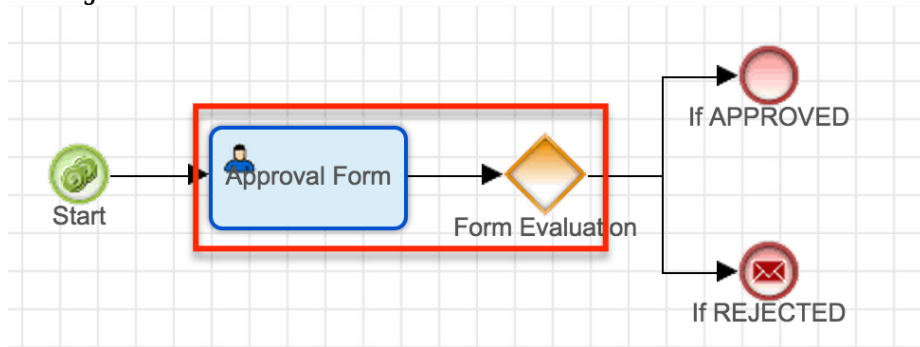 If APPROVED
Approval Form
Start
Form Evaluation
If REJECTED